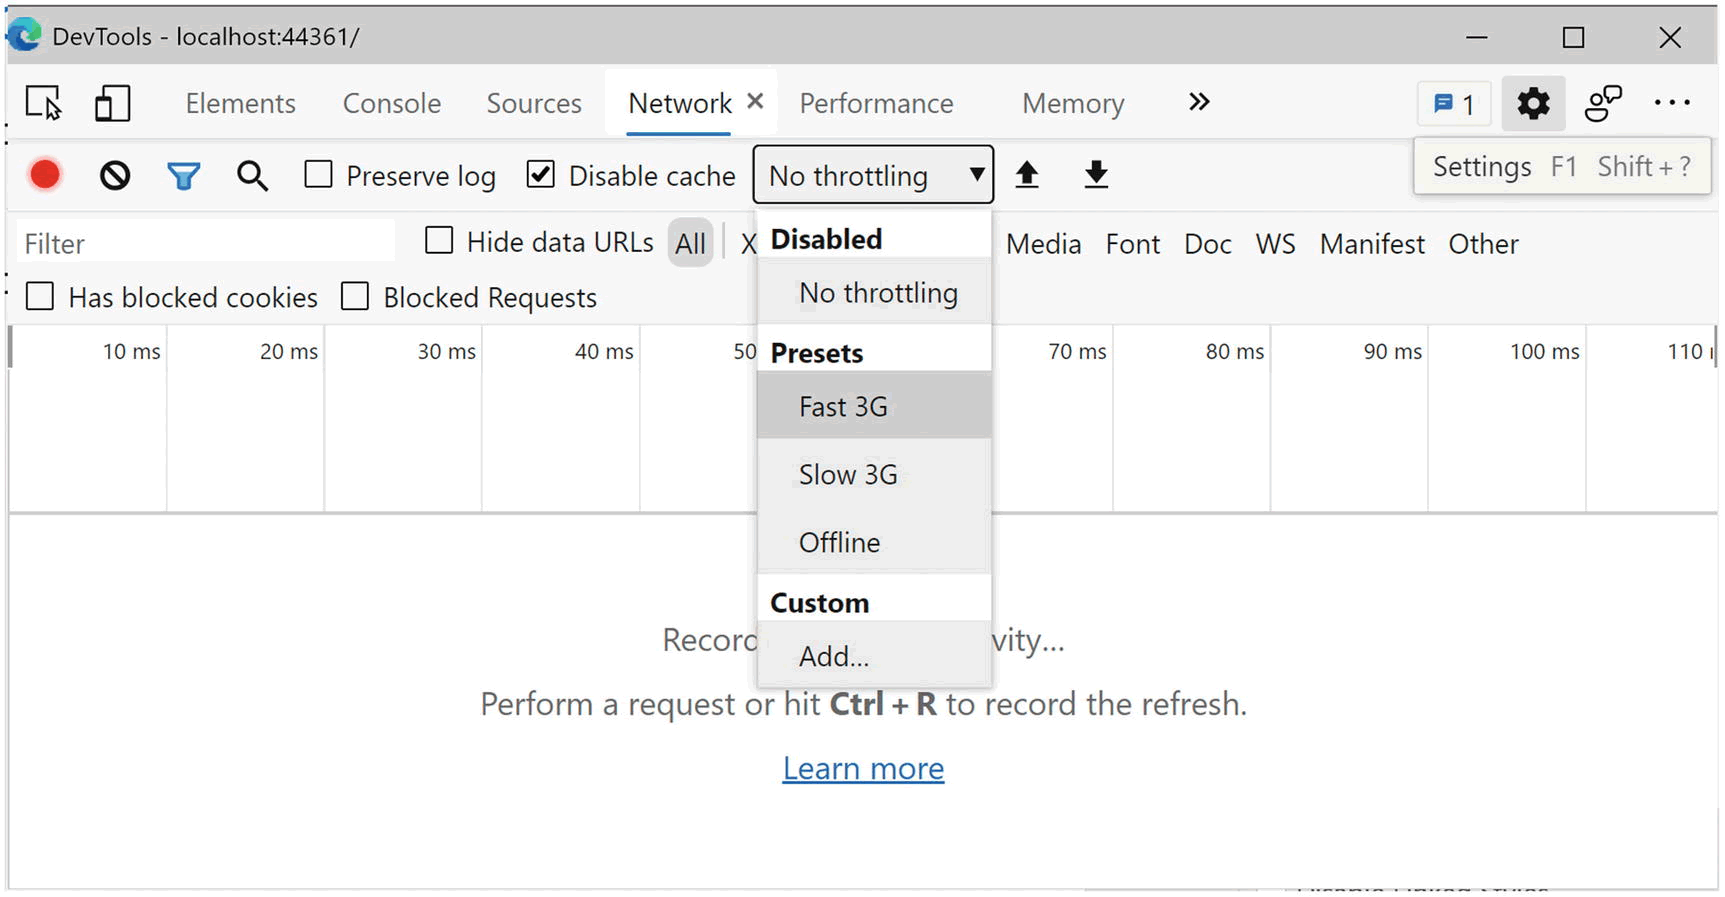 DevTools - localhost:44361/
Elements Console Sources Network Performance Memory 1
Settings F1 Shift + ?
Preserve log Disable cache No throttling
Filter Hide data URLs All X Media Font Doc WS Manifest Other
Disabled
No throttling
Has blocked cookies Blocked Requests
Presets
10 ms 20 ms 30 ms 40 ms 50 70 ms 80 ms 90 ms 100 ms 110
Fast 3G
Slow 3G
Offline
Custom
Record vity...
Add...
Perform a request or hit Ctrl + R to record the refresh.
Learn more